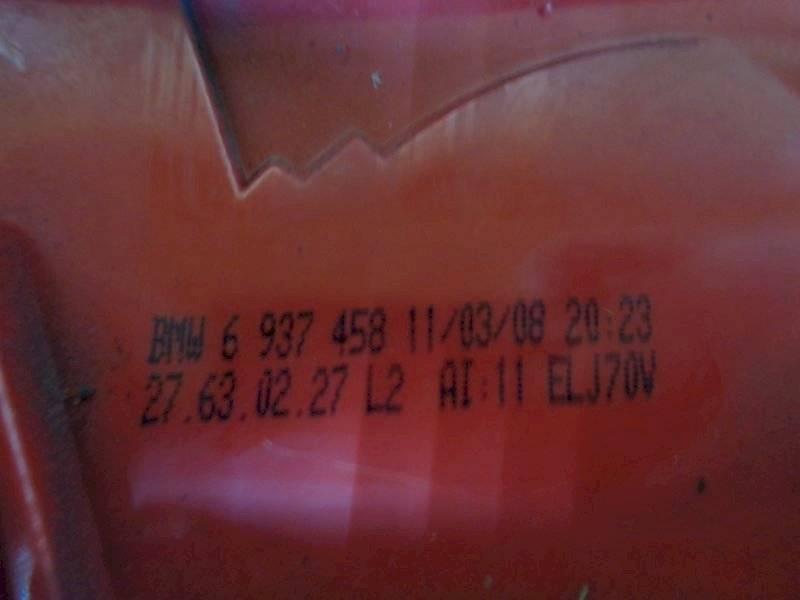 BMW 6 937 458 11/03/08 20:23
27.63.02.27 L2 AI:11 ELJ70V